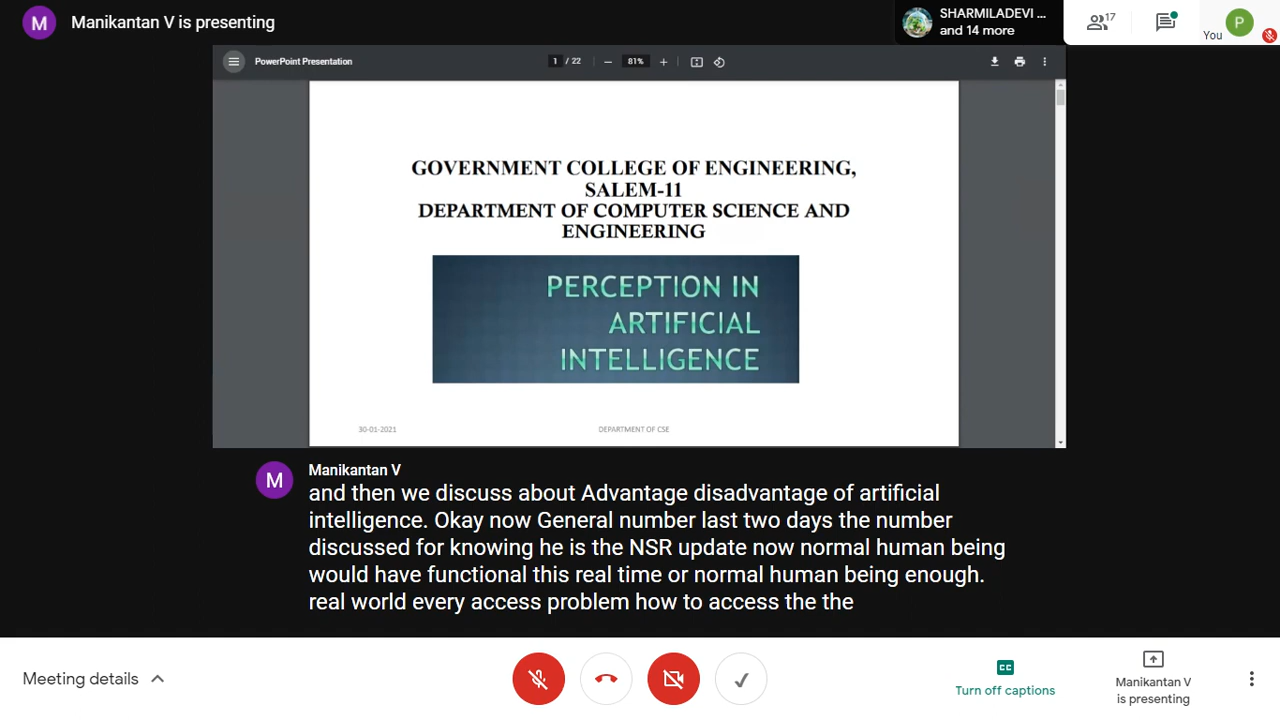 M
Manikantan V is presenting
SHARMILADEVI ...
and 14 more
17
You
P
PowerPoint Presentation
1 / 22
81%
GOVERNMENT COLLEGE OF ENGINEERING,
SALEM-11
DEPARTMENT OF COMPUTER SCIENCE AND
ENGINEERING
PERCEPTION IN
ARTIFICIAL
INTELLIGENCE
30-01-2021
DEPARTMENT OF CSE
M
Manikantan V
and then we discuss about Advantage disadvantage of artificial
intelligence. Okay now General number last two days the number
discussed for knowing he is the NSR update now normal human being
would have functional this real time or normal human being enough.
real world every access problem how to access the the
Meeting details
CC
Turn off captions
Manikantan V
is presenting